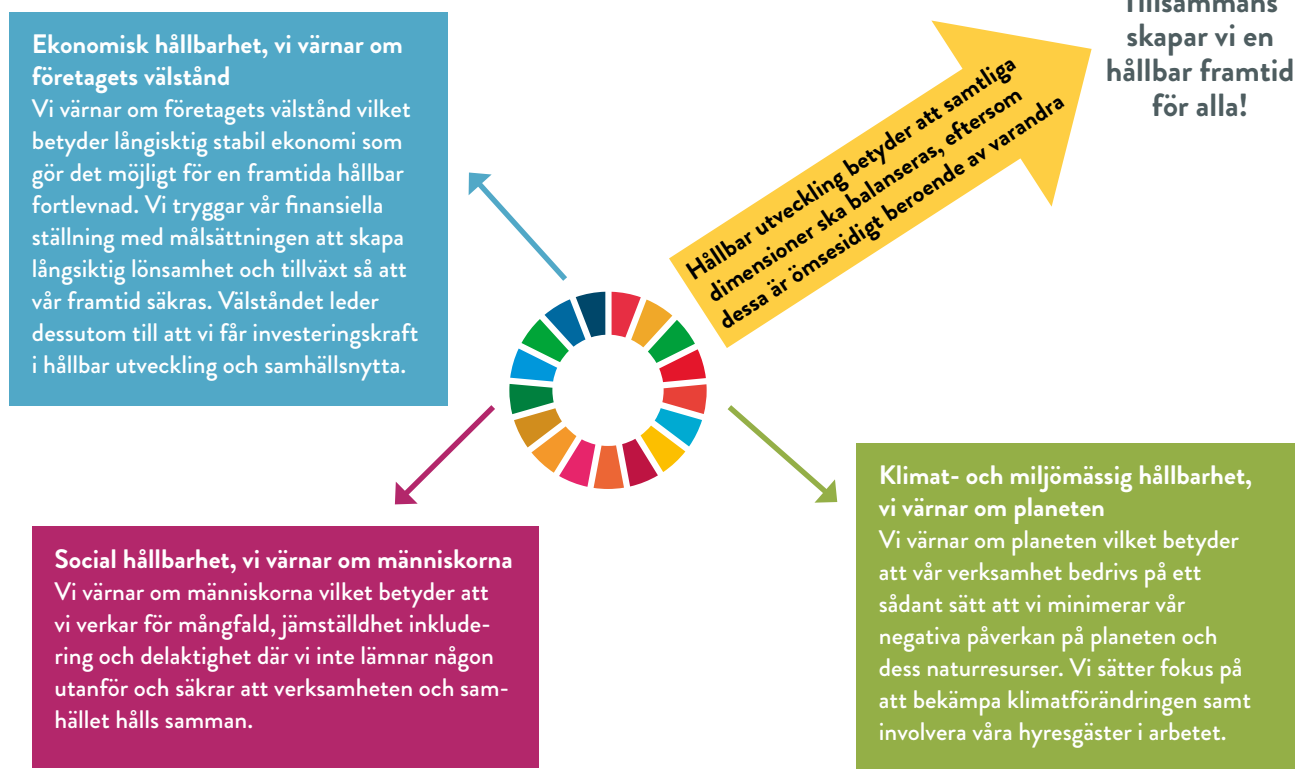 Tillsammans
skapar vi en
hållbar framtid
för alla!
Ekonomisk hållbarhet, vi värnar om
företagets välstånd
Vi värnar om företagets välstånd vilket
betyder långisktig stabil ekonomi som
gör det möjligt för en framtida hållbar
fortlevnad. Vi tryggar vår finansiella
ställning med målsättningen att skapa
långsiktig lönsamhet och tillväxt så att
vår framtid säkras. Välståndet leder
dessutom till att vi får investeringskraft
i hållbar utveckling och samhällsnytta.
Hållbar utveckling betyder att samtliga
dimensioner ska balanseras, eftersom
dessa är ömsesidigt beroende av varandra
Social hållbarhet, vi värnar om människorna
Vi värnar om människorna vilket betyder att
vi verkar för mångfald, jämställdhet inklude-
ring och delaktighet där vi inte lämnar någon
utanför och säkrar att verksamheten och sam-
hället hålls samman.
Klimat- och miljömässig hållbarhet,
vi värnar om planeten
Vi värnar om planeten vilket betyder
att vår verksamhet bedrivs på ett
sådant sätt att vi minimerar vår
negativa påverkan på planeten och
dess naturresurser. Vi sätter fokus på
att bekämpa klimatförändringen samt
involvera våra hyresgäster i arbetet.